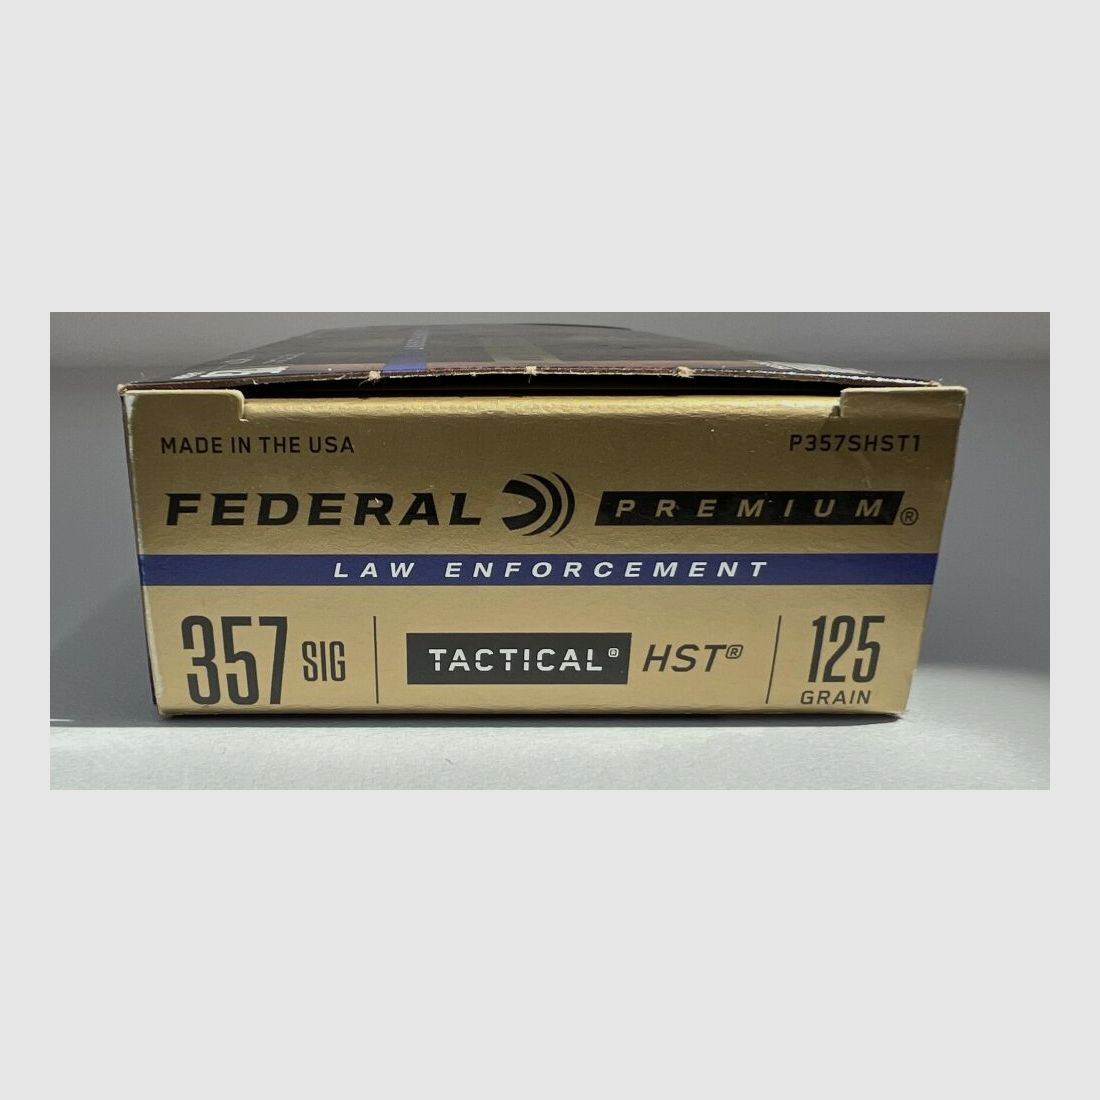 MADE IN THE USA
P357SHST1
FEDERAL PREMIUM®
LAW ENFORCEMENT
357 SIG
TACTICAL® HST®
125
GRAIN